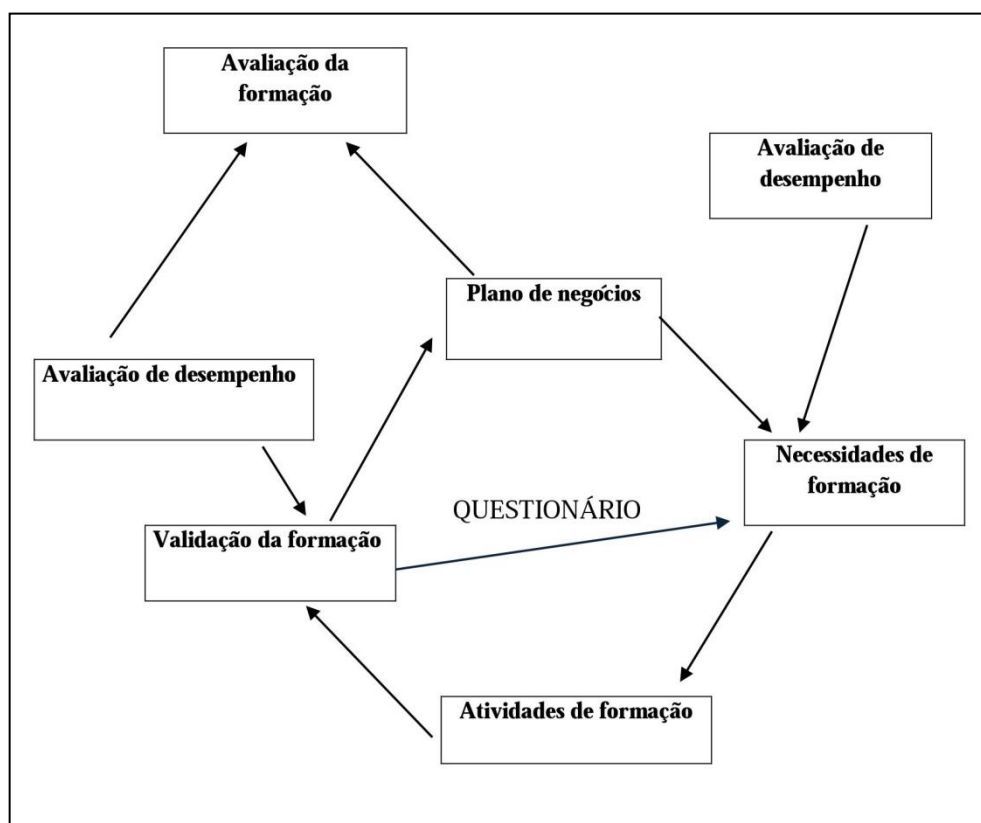 Avaliação da
formação
Avaliação de
desempenho
Plano de negócios
Avaliação de desempenho
Necessidades de
formação
QUESTIONÁRIO
Validação da formação
Atividades de formação